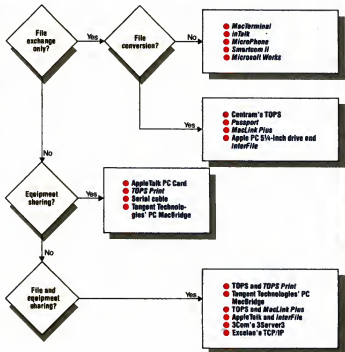 File
exchange
only?
Yes
File
conversion?
No
MacTerminal
inTalk
MicroPhone
Smartcom II
Microsoft Works
Yes
Centram's TOPS
Passport
MacLink Plus
Apple PC 5¼-inch drive and
InterFile
No
Equipment
sharing?
Yes
AppleTalk PC Card
TOPS Print
Serial cable
Tangent Technolo-
gies' PC MacBridge
No
File and
equipment
sharing?
Yes
TOPS and TOPS Print
Tangent Technologies' PC
MacBridge
TOPS and MacLink Plus
AppleTalk and InterFile
3Com's 3Server3
Excelan's TCP/IP